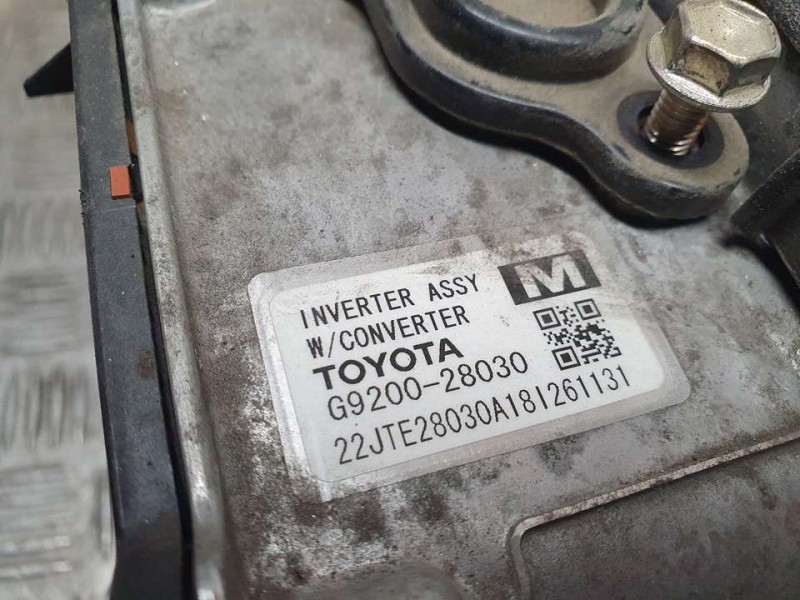 INVERTER ASSY
M
W/CONVERTER
TOYOTA
G9200-28030
22JTE28030A18I261131